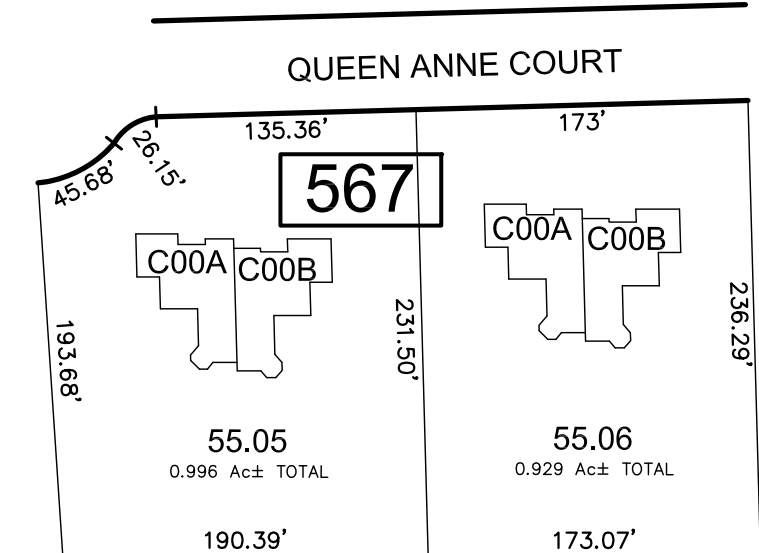 QUEEN ANNE COURT
135.36’
173’
26.15’
45.68’
567
C00A
C00B
C00A
C00B
193.68’
231.50’
236.29’
55.05
0.996 Ac± TOTAL
55.06
0.929 Ac± TOTAL
190.39’
173.07’